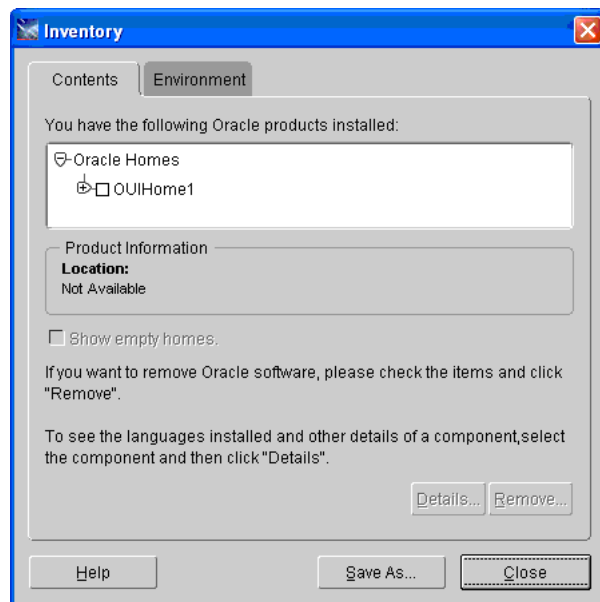 Inventory
Contents
Environment
You have the following Oracle products installed:
Oracle Homes
OUIHome1
Product Information
Location:
Not Available
Show empty homes.
If you want to remove Oracle software, please check the items and click
"Remove".
To see the languages installed and other details of a component,select
the component and then click "Details".
Details...
Remove...
Help
Save As...
Close